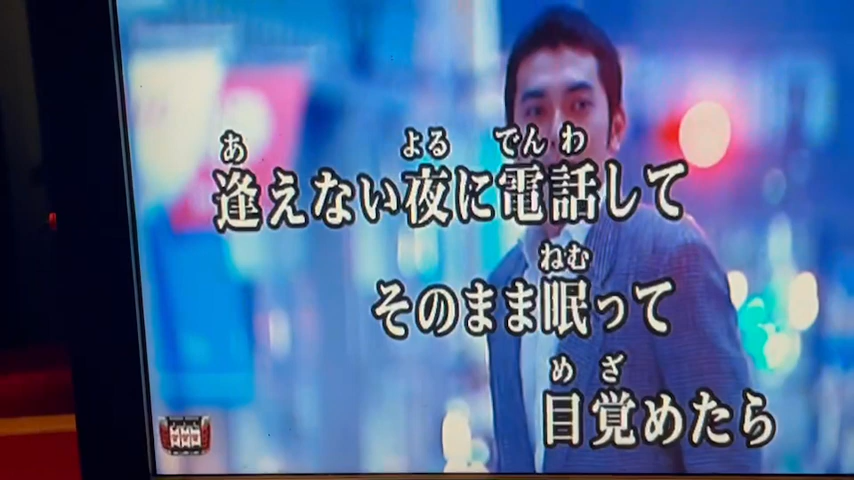 あ よる でんわ
逢えない夜に電話して
ねむ
そのまま眠って
めざ
目覚めたら